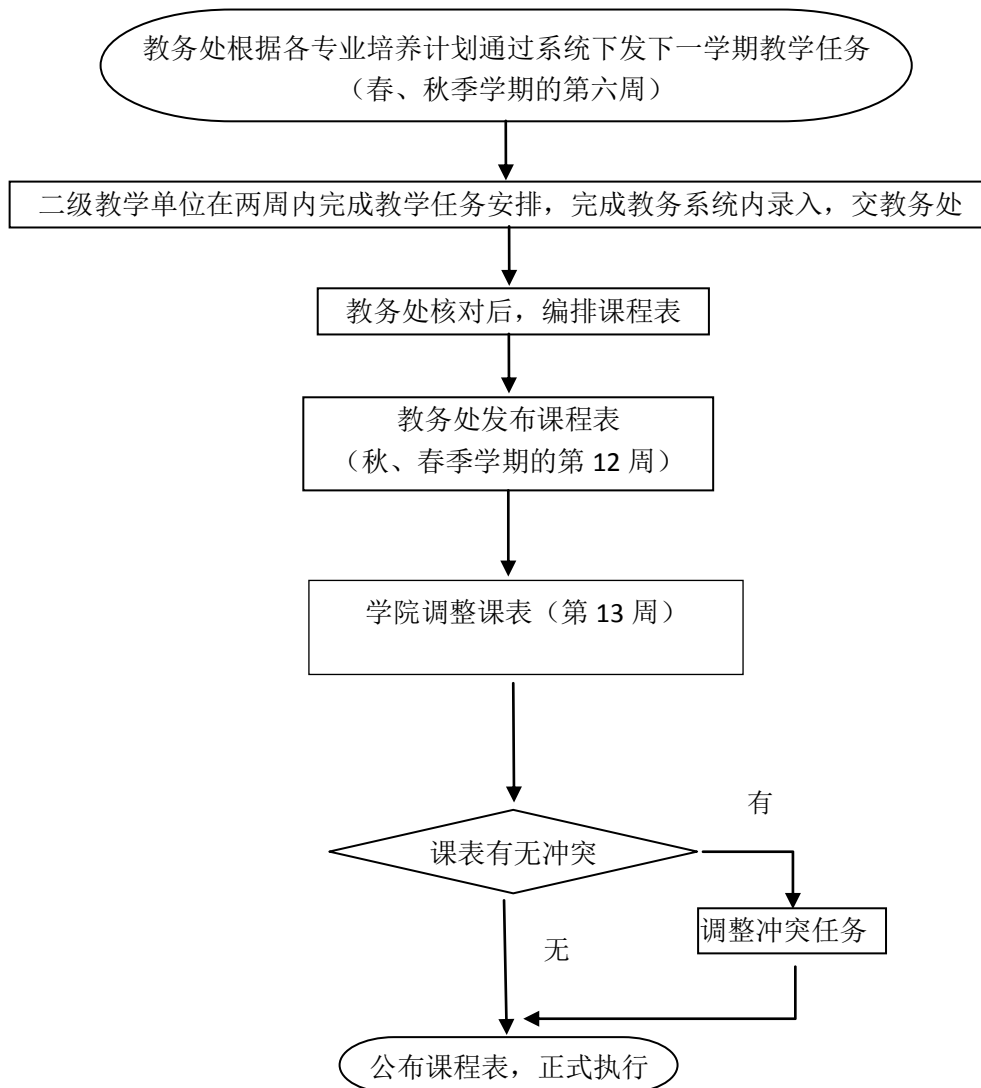 教务处根据各专业培养计划通过系统下发下一学期教学任务
（春、秋季学期的第六周）
二级教学单位在两周内完成教学任务安排，完成教务系统内录入，交教务处
教务处核对后，编排课程表
教务处发布课程表
（秋、春季学期的第 12 周）
学院调整课表（第 13 周）
有
课表有无冲突
调整冲突任务
无
公布课程表，正式执行